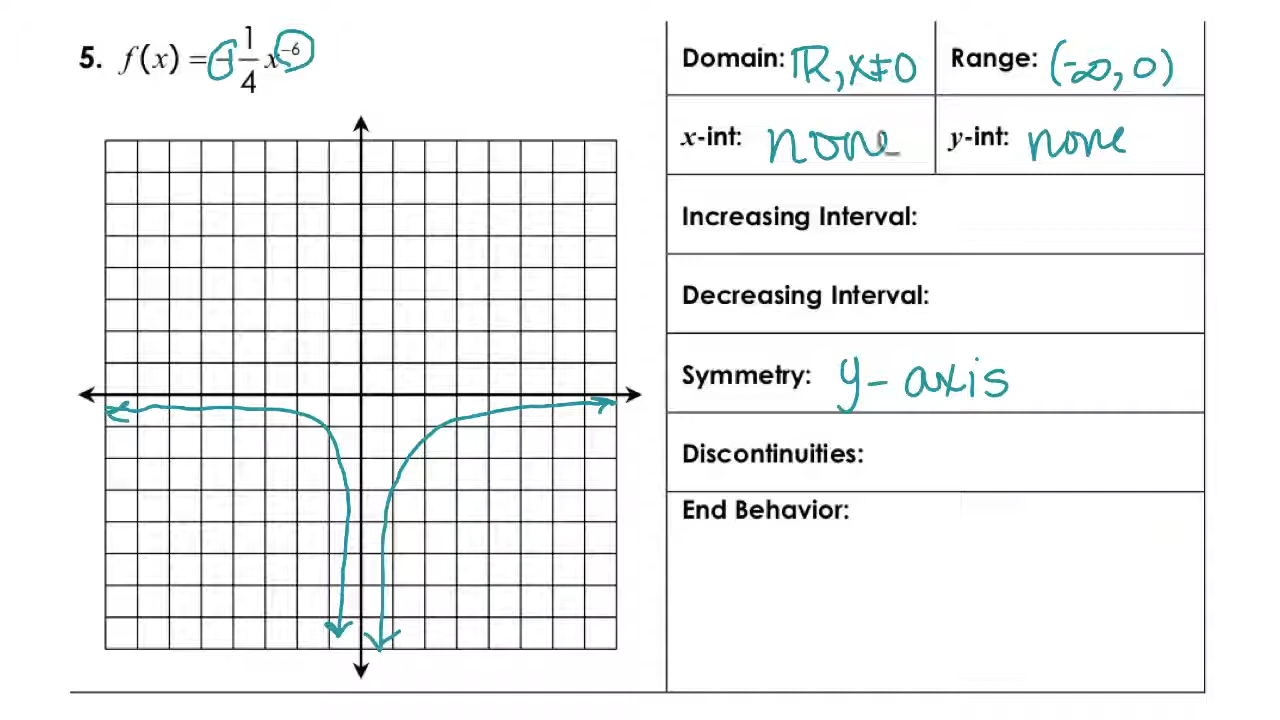 5. f(x) = -1/4 x^-6
Domain: ℝ, x≠0
Range: (-∞, 0)
x-int: none
y-int: none
Increasing Interval:
Decreasing Interval:
Symmetry: y-axis
Discontinuities:
End Behavior: